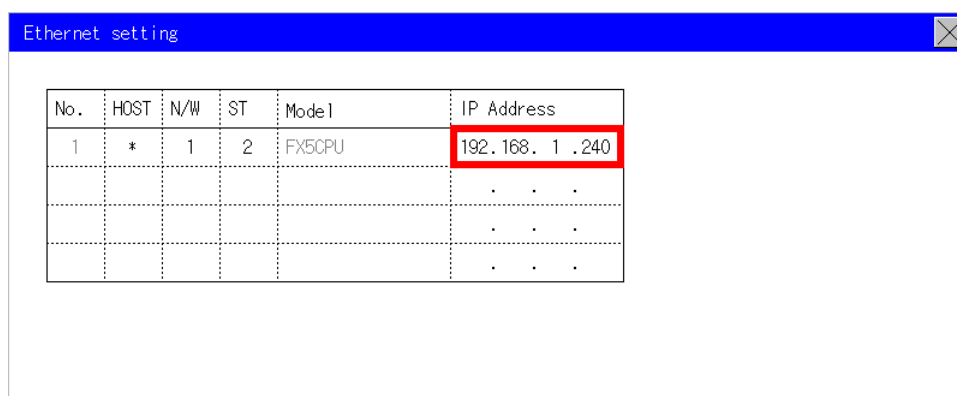 Ethernet setting
No. HOST N/W ST Model IP Address
1 * 1 2 FX5CPU 192.168. 1 .240
. . .
. . .
. . .